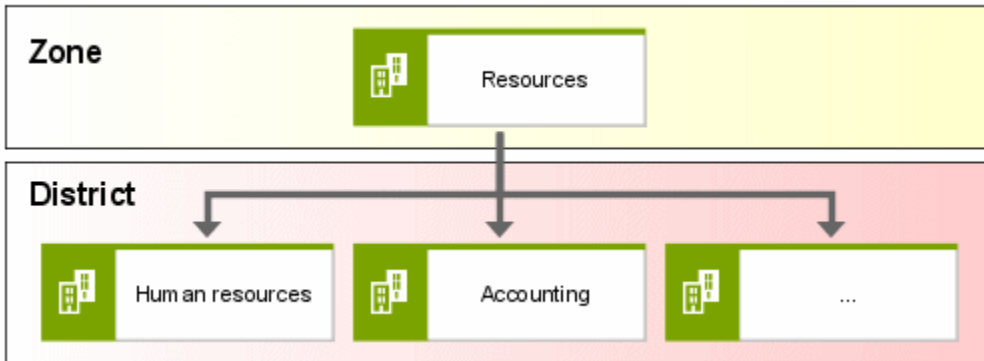 Zone
Resources
District
Human resources
Accounting
...